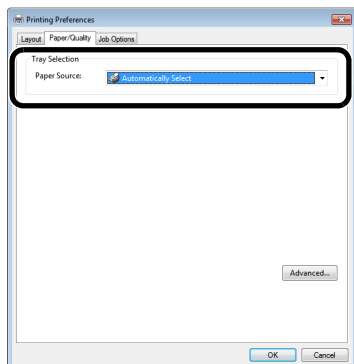 Printing Preferences
Layout Paper/Quality Job Options
Tray Selection
Paper Source: Automatically Select
Advanced...
OK Cancel